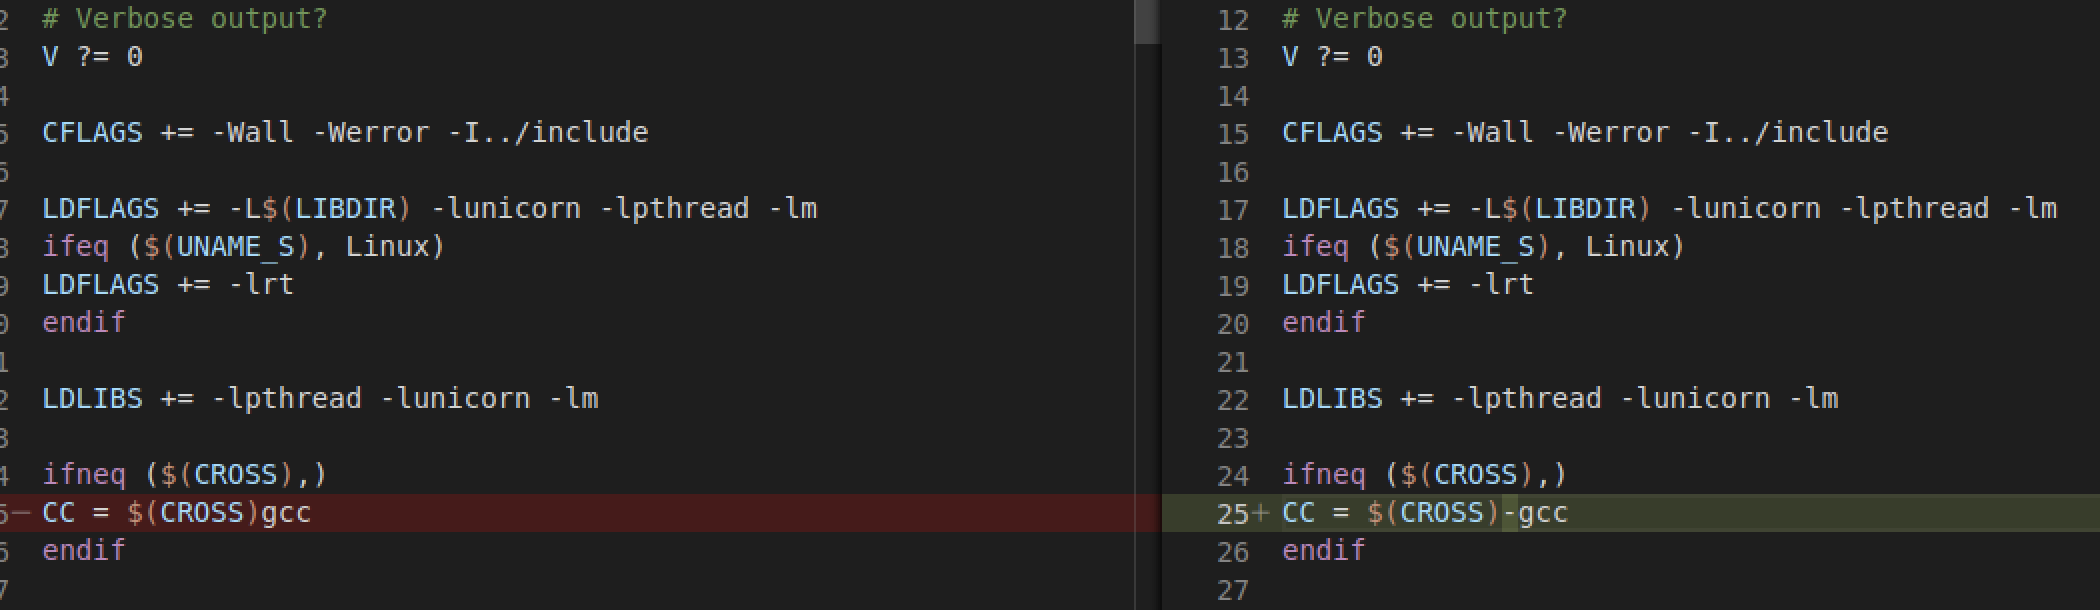 2 # Verbose output?
3 V ?= 0
4
5 CFLAGS += -Wall -Werror -I../include
6
7 LDFLAGS += -L$(LIBDIR) -lunicorn -lpthread -lm
8 ifeq ($(UNAME_S), Linux)
9 LDFLAGS += -lrt
0 endif
1
2 LDLIBS += -lpthread -lunicorn -lm
3
4 ifneq ($(CROSS),)
5− CC = $(CROSS)gcc
6 endif
7
12 # Verbose output?
13 V ?= 0
14
15 CFLAGS += -Wall -Werror -I../include
16
17 LDFLAGS += -L$(LIBDIR) -lunicorn -lpthread -lm
18 ifeq ($(UNAME_S), Linux)
19 LDFLAGS += -lrt
20 endif
21
22 LDLIBS += -lpthread -lunicorn -lm
23
24 ifneq ($(CROSS),)
25+ CC = $(CROSS)-gcc
26 endif
27